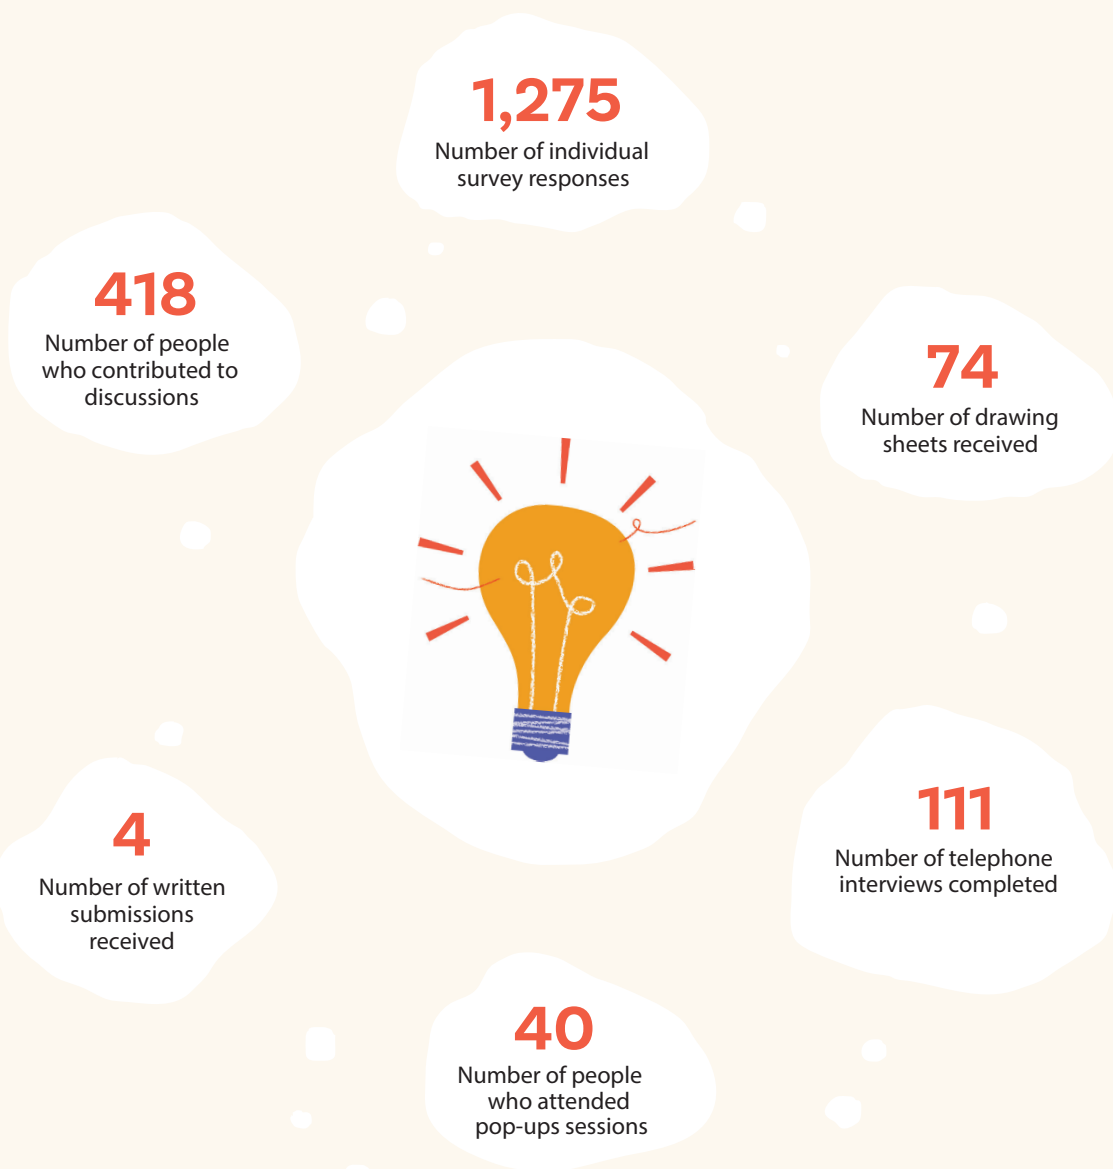 1,275
Number of individual
survey responses
418
Number of people
who contributed to
discussions
74
Number of drawing
sheets received
4
Number of written
submissions
received
111
Number of telephone
interviews completed
40
Number of people
who attended
pop-ups sessions